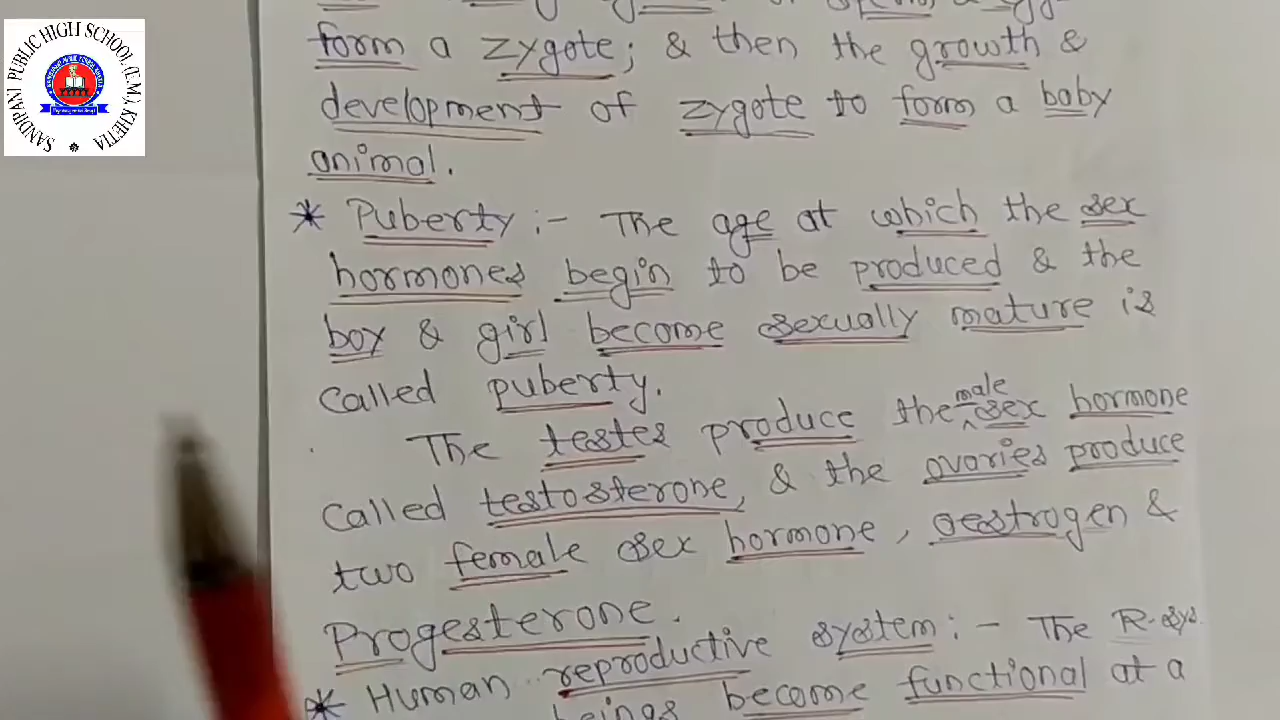 SANDIPANI PUBLIC HIGH SCHOOL (E.M.), KHETIA
form a zygote; & then the growth &
development of zygote to form a baby
animal.
* Puberty :- The age at which the sex
hormones begin to be produced & the
boy & girl become sexually mature is
called puberty.
The testes produce the male sex hormone
called testosterone, & the ovaries produce
two female sex hormone, oestrogen &
Progesterone.
* Human reproductive system :- The R. sys.
beings become functional at a